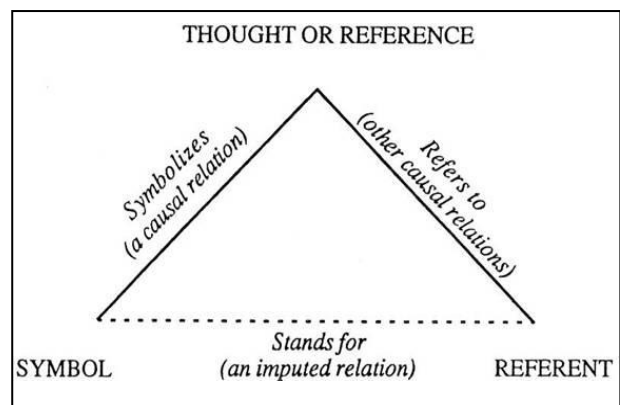 THOUGHT OR REFERENCE
Symbolizes
(a causal relation)
Refers to
(other causal relations)
Stands for
(an imputed relation)
SYMBOL
REFERENT